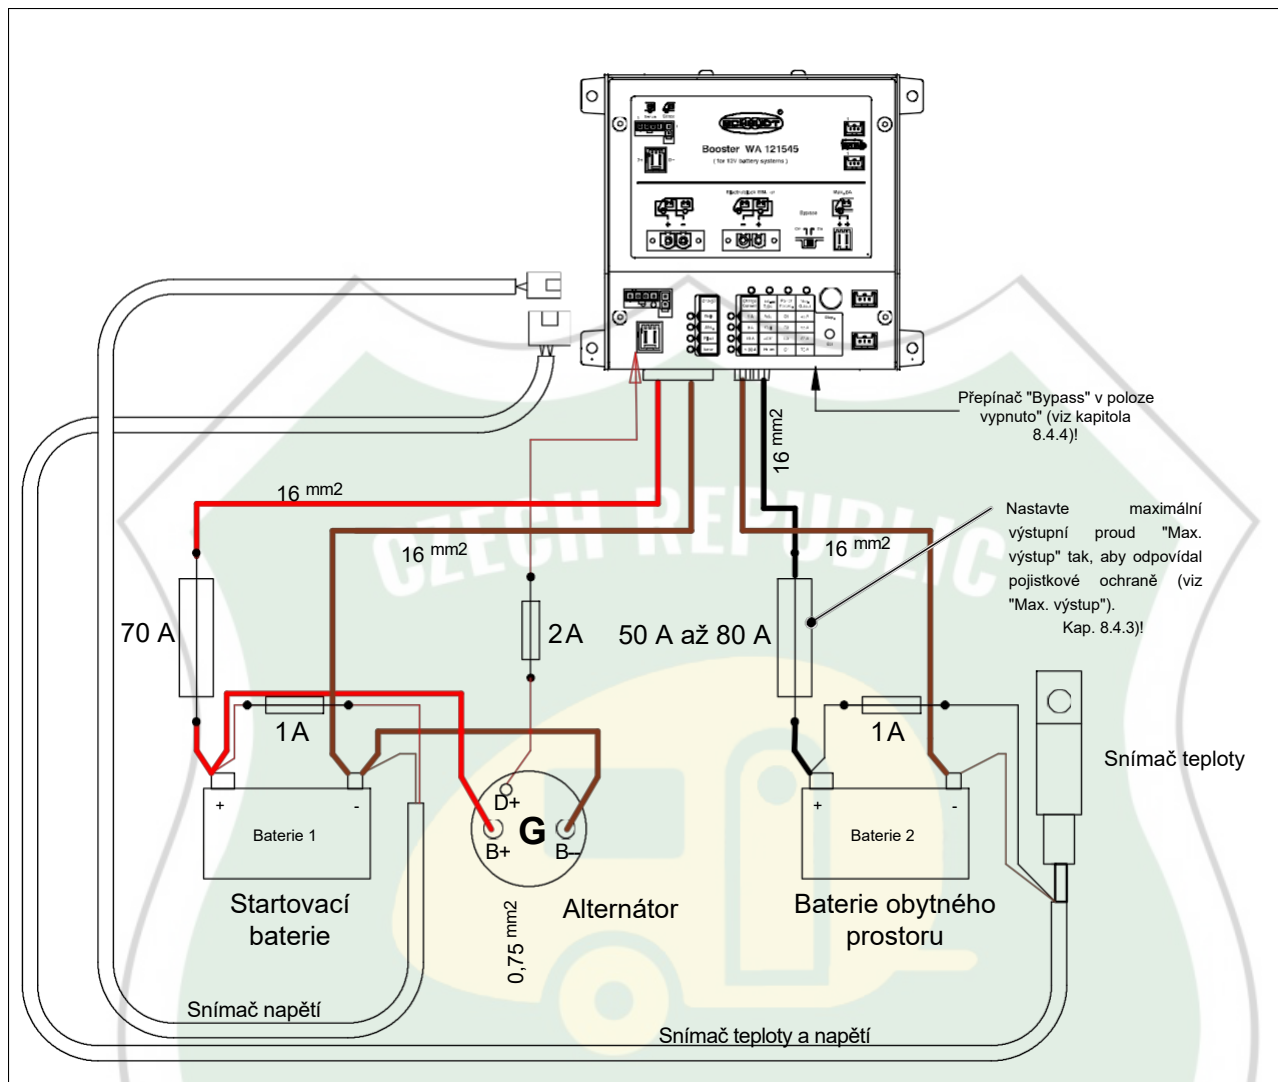 SCHAUDT
Booster WA 121545
( for 12V battery systems )
Bypass
Přepínač "Bypass" v poloze
vypnuto" (viz kapitola
8.4.4)!
16 mm2
16 mm2
16 mm2
16 mm2
CZECH REPUBLIC
Nastavte maximální
výstupní proud "Max.
výstup" tak, aby odpovídal
pojistkové ochraně (viz
"Max. výstup").
Kap. 8.4.3)!
70 A
2 A
50 A až 80 A
1 A
1 A
Snímač teploty
+ -
Baterie 1
D+
G
B+ B--
+ -
Baterie 2
Startovací
baterie
Alternátor
0,75 mm2
Baterie obytného
prostoru
Snímač napětí
Snímač teploty a napětí